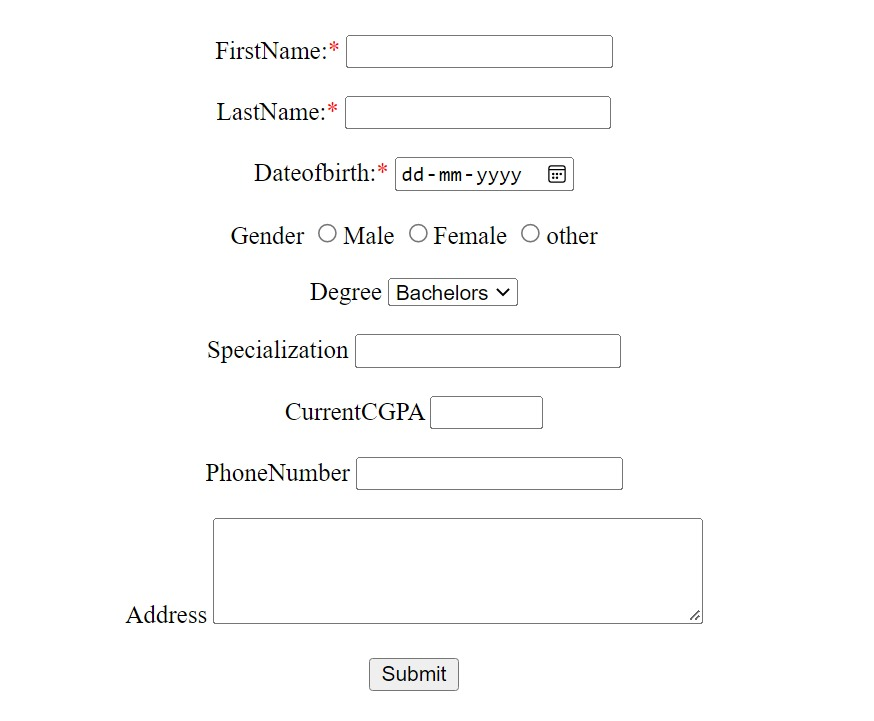 FirstName:*
LastName:*
Dateofbirth:* dd-mm-yyyy
Gender Male Female other
Degree Bachelors
Specialization
CurrentCGPA
PhoneNumber
Address
Submit